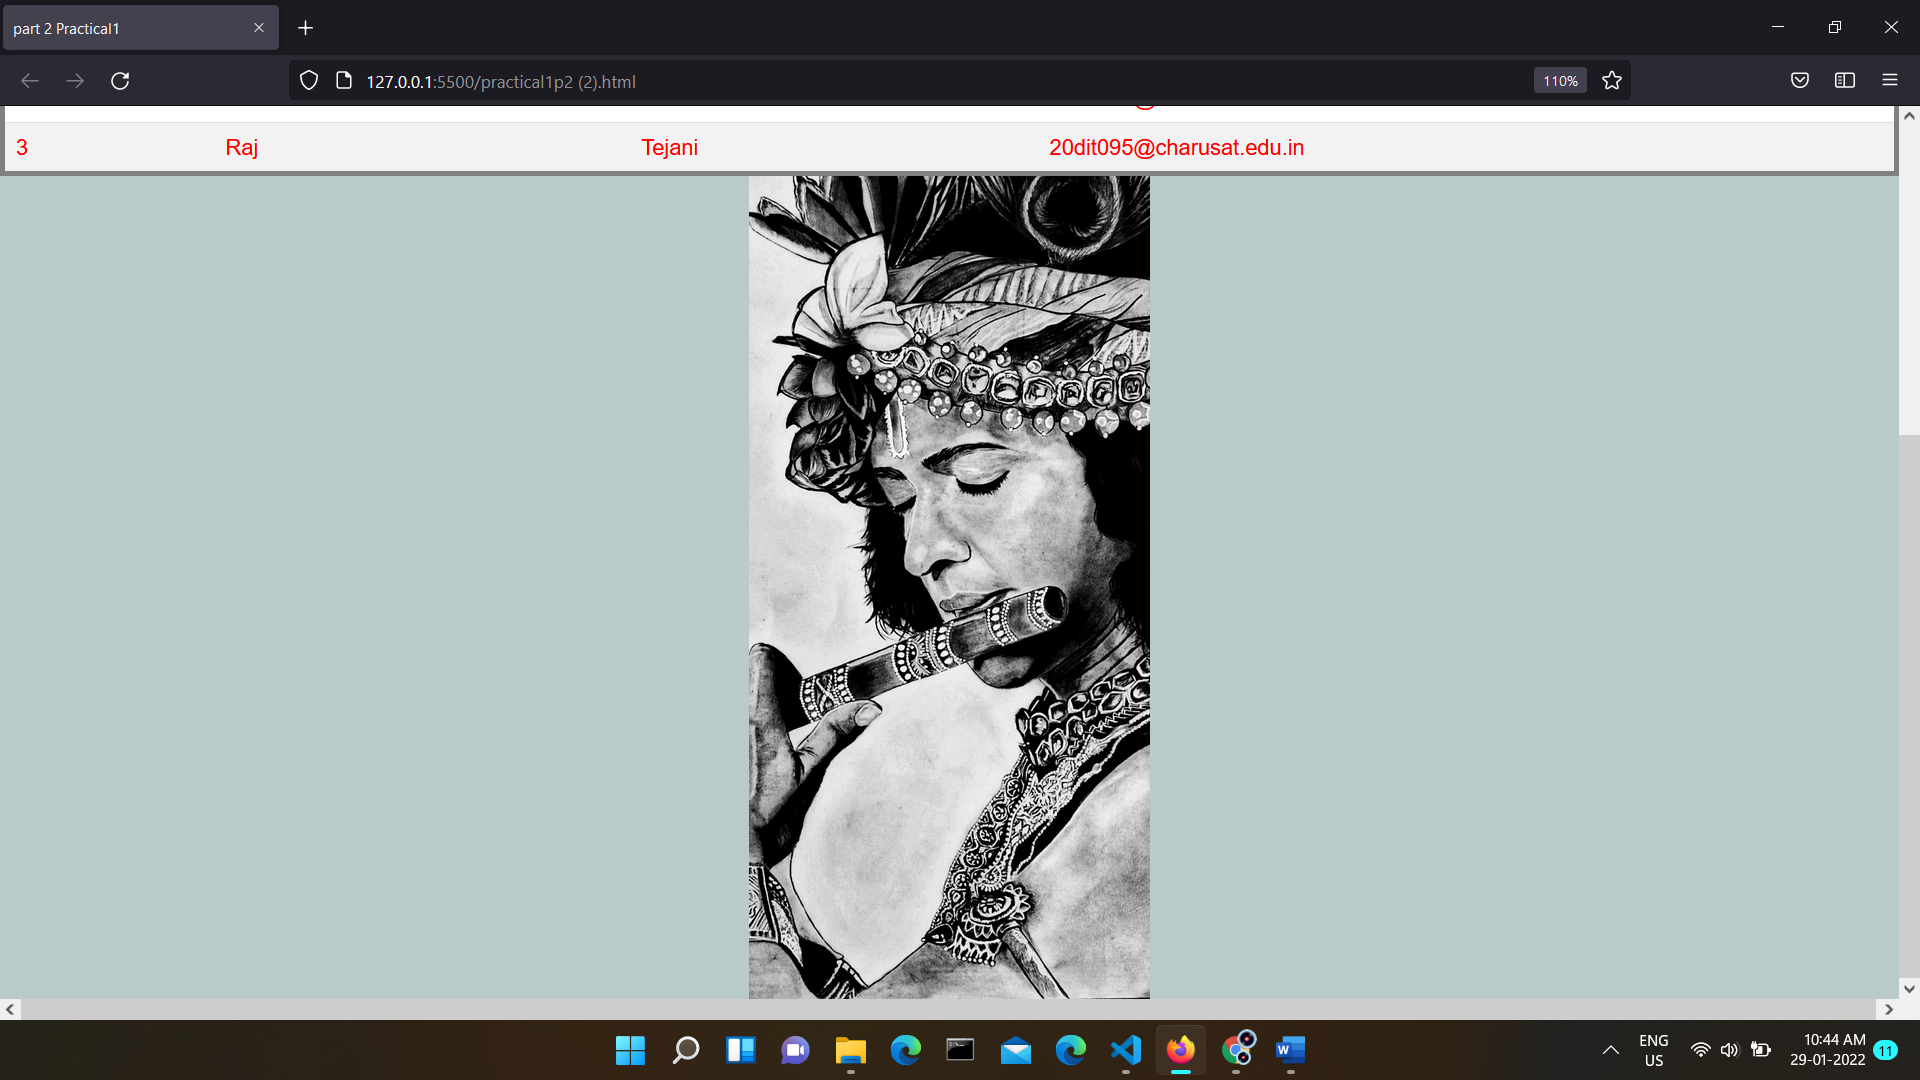 part 2 Practical1
127.0.0.1:5500/practical1p2 (2).html
110%
3 Raj Tejani 20dit095@charusat.edu.in
ENG
US
10:44 AM
29-01-2022
11